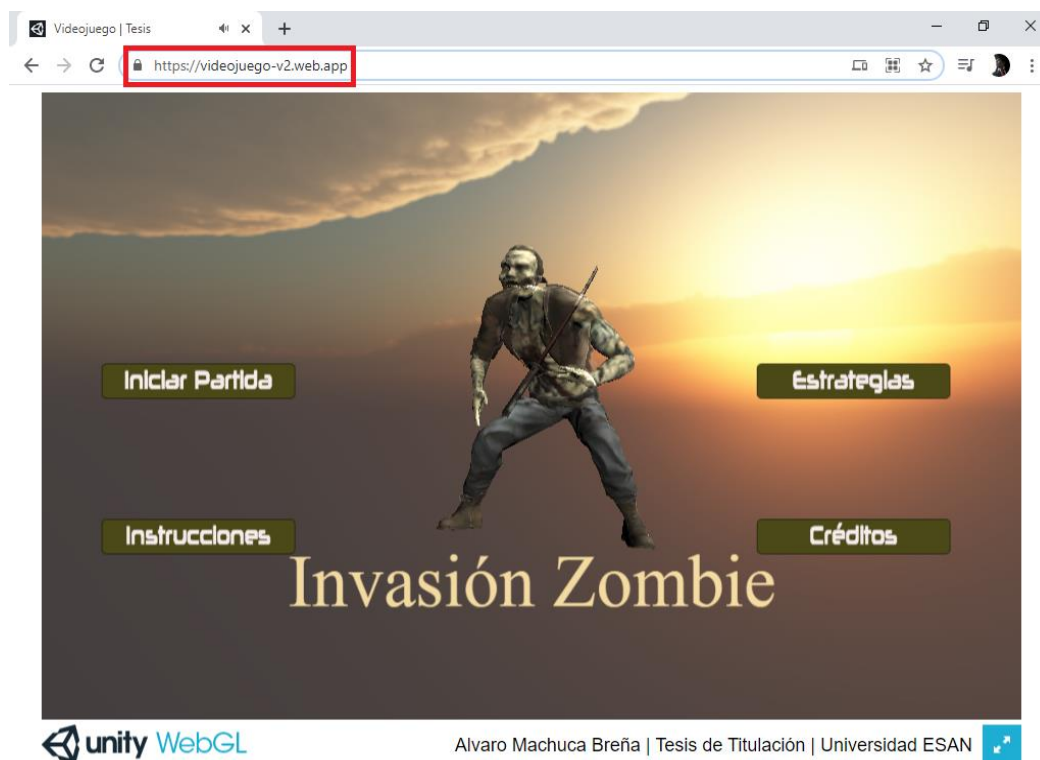 Videojuego | Tesis
https://videojuego-v2.web.app
Iniciar Partida
Estrategias
Instrucciones
Créditos
Invasión Zombie
unity WebGL
Alvaro Machuca Breña | Tesis de Titulación | Universidad ESAN